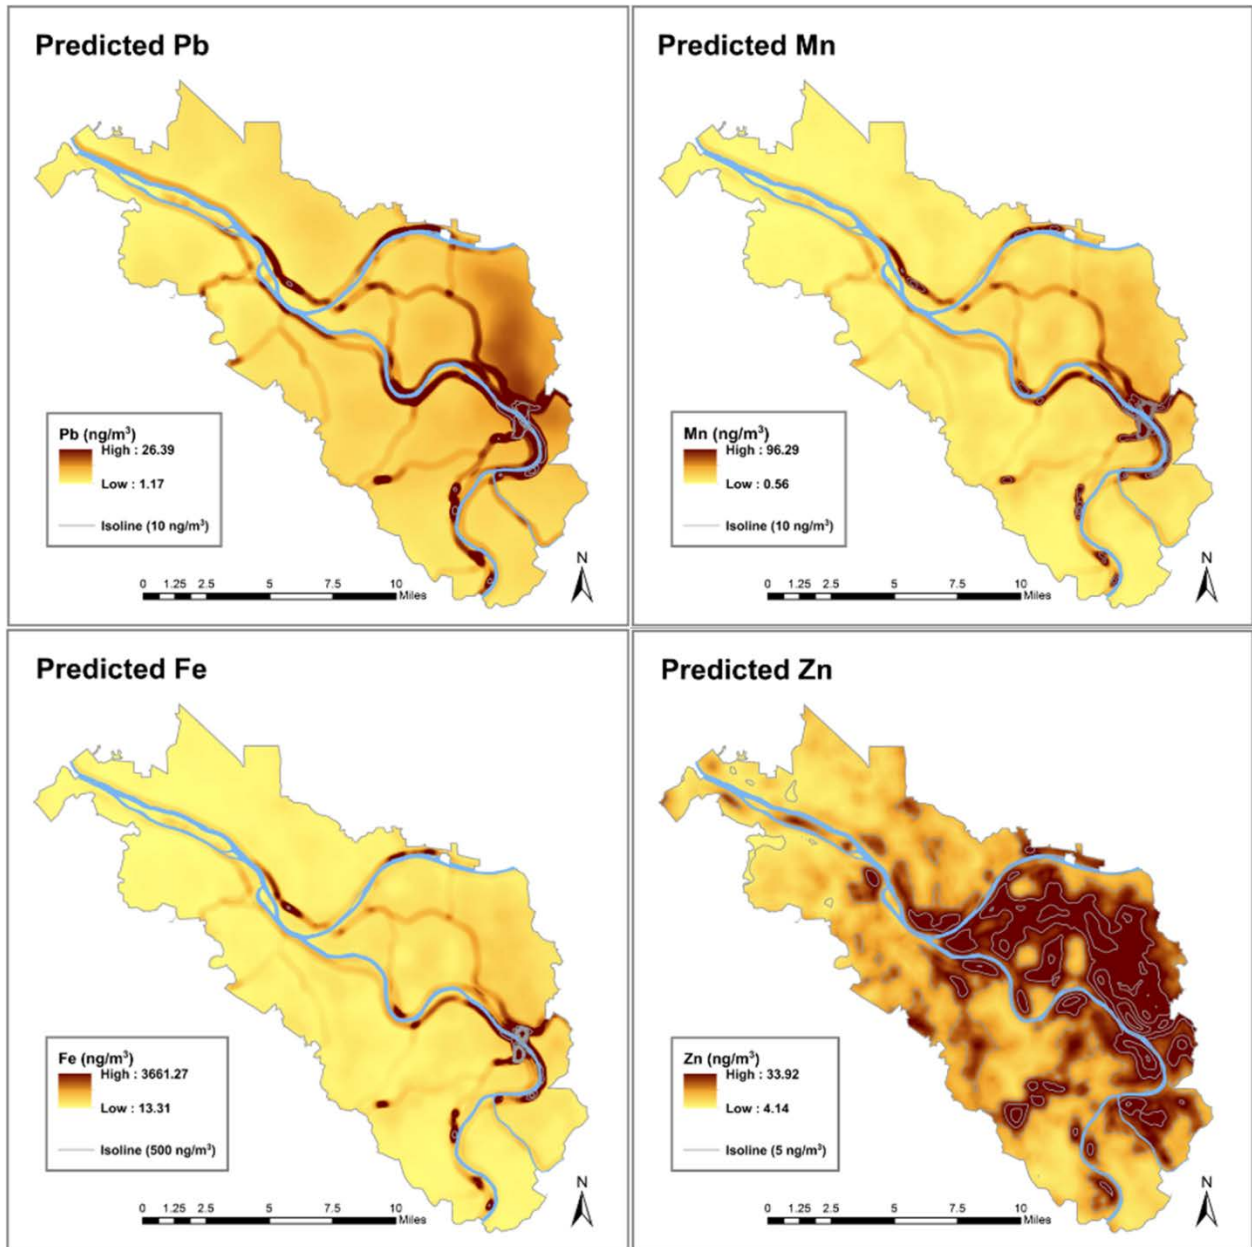 Predicted Pb
Pb (ng/m³)
High : 26.39
Low : 1.17
Isoline (10 ng/m³)
N
0 1.25 2.5 5 7.5 10
Miles
Predicted Mn
Mn (ng/m³)
High : 96.29
Low : 0.56
Isoline (10 ng/m³)
N
0 1.25 2.5 5 7.5 10
Miles
Predicted Fe
Fe (ng/m³)
High : 3661.27
Low : 13.31
Isoline (500 ng/m³)
N
0 1.25 2.5 5 7.5 10
Miles
Predicted Zn
Zn (ng/m³)
High : 33.92
Low : 4.14
Isoline (5 ng/m³)
N
0 1.25 2.5 5 7.5 10
Miles